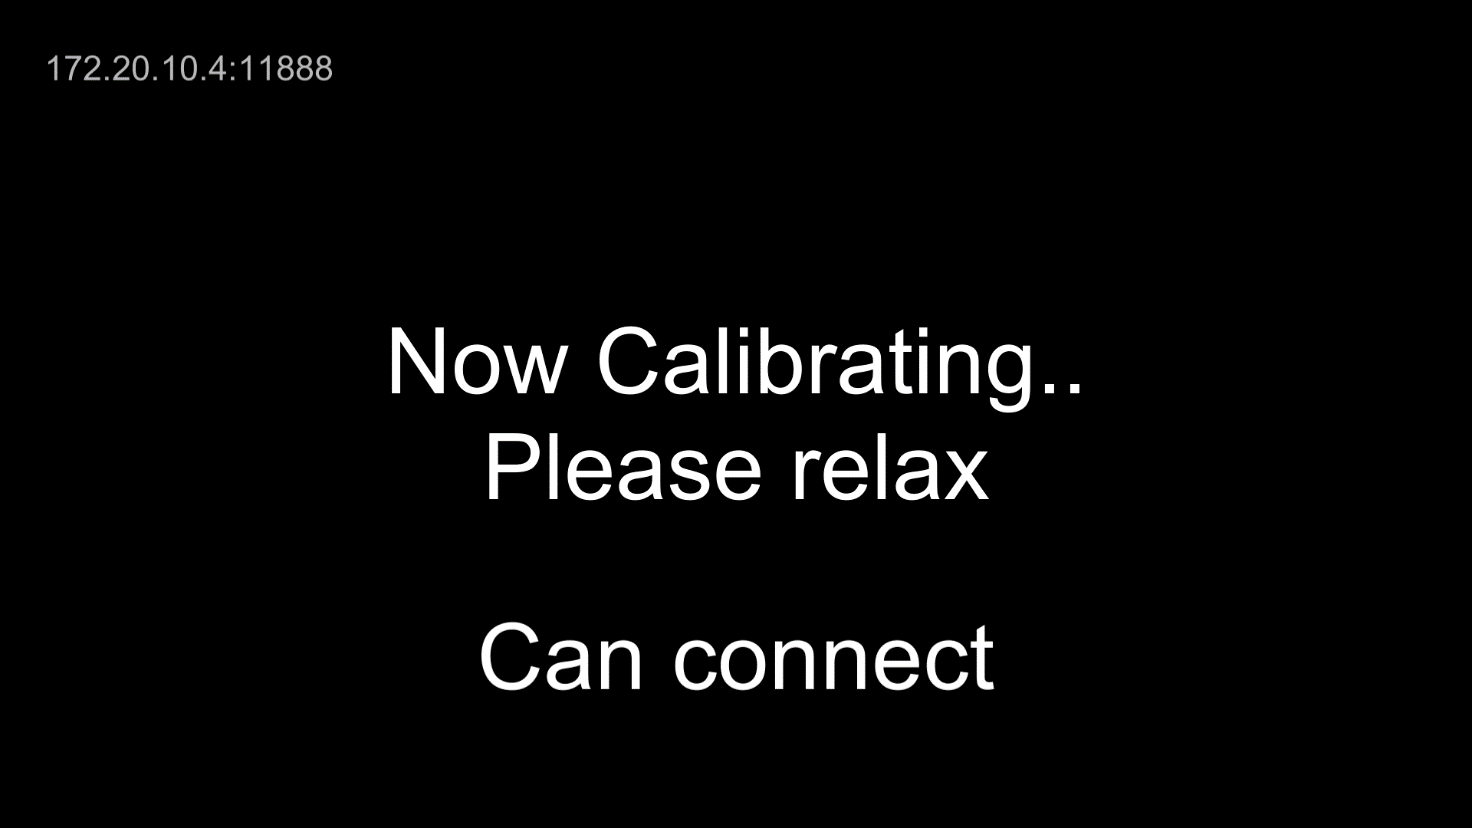 172.20.10.4:11888
Now Calibrating..
Please relax
Can connect